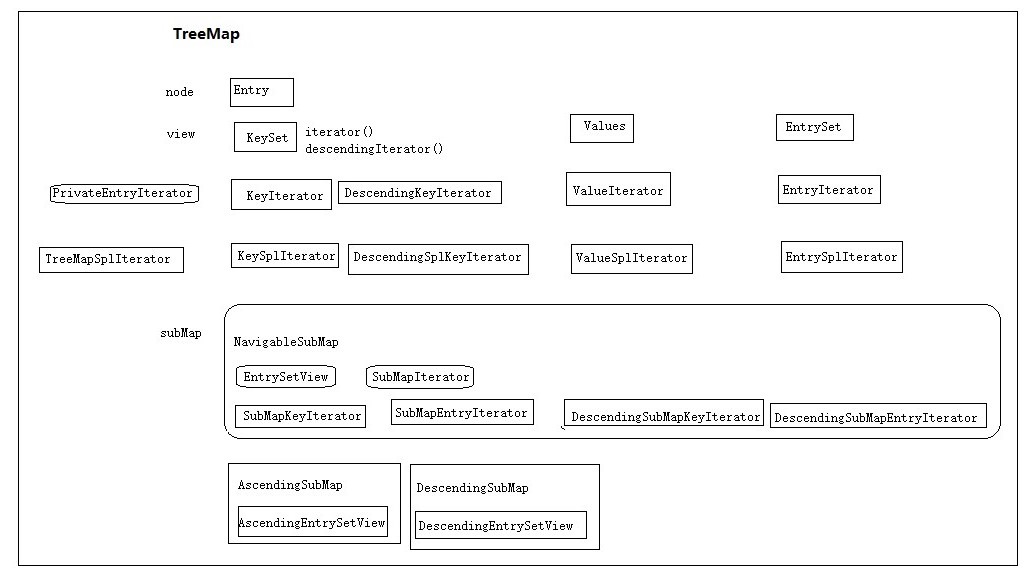 TreeMap
node
Entry
view
KeySet
iterator()
descendingIterator()
Values
EntrySet
PrivateEntryIterator
KeyIterator
DescendingKeyIterator
ValueIterator
EntryIterator
TreeMapSplIterator
KeySplIterator
DescendingSplKeyIterator
ValueSplIterator
EntrySplIterator
subMap
NavigableSubMap
EntrySetView
SubMapIterator
SubMapKeyIterator
SubMapEntryIterator
DescendingSubMapKeyIterator
DescendingSubMapEntryIterator
AscendingSubMap
AscendingEntrySetView
DescendingSubMap
DescendingEntrySetView